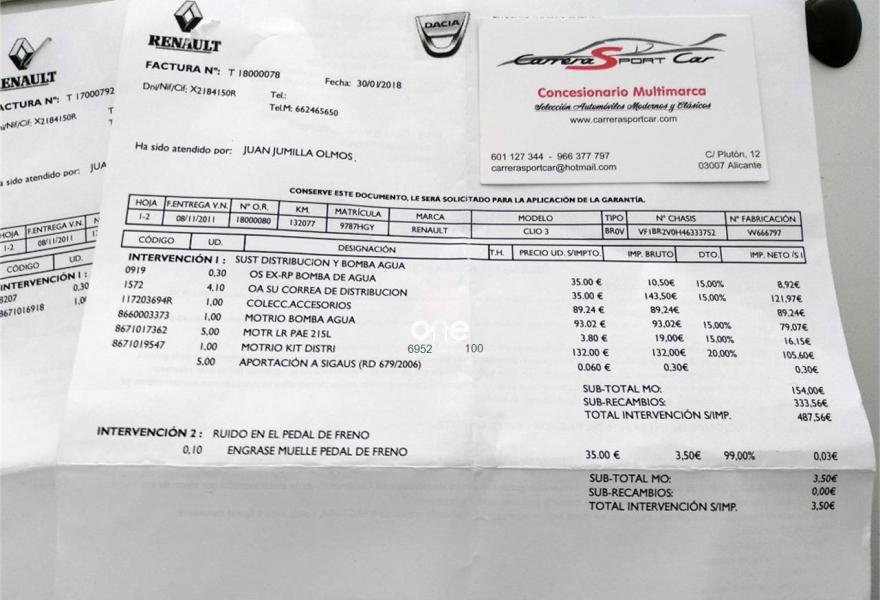 RENAULT
FACTURA Nº: T 18000078
Fecha: 30/01/2018
Dni/Nif/Cif: X2184150R
Tel.:
Tel.M: 662465650
Ha sido atendido por: JUAN JUMILLA OLMOS
DACIA
Carrera Sport Car
Concesionario Multimarca
Selección Automóviles Modernos y Clásicos
www.carrerasportcar.com
601 127 344 - 966 377 797
carrerasportcar@hotmail.com
C/ Plutón, 12
03007 Alicante
ENAULT
ACTURA Nº: T 17000792
Ni/Nif/Cif: X2184150R
T
T
a sido atendido por: JUA
HOJA F.ENTREGA V.N. N
1-2 08/11/2011
CÓDIGO UD.
INTERVENCIÓN 1:
8207 0,30
8671016918 1,00
CONSERVE ESTE DOCUMENTO, LE SERÁ SOLICITADO PARA LA APLICACIÓN DE LA GARANTÍA.
HOJA F.ENTREGA V.N. Nº O.R. KM. MATRÍCULA MARCA MODELO TIPO Nº CHASIS Nº FABRICACIÓN
1-2 08/11/2011 18000080 132077 9787HGY RENAULT CLIO 3 BR0V VF1BR2V0H46333752 W666797
CÓDIGO UD. DESIGNACIÓN T.H. PRECIO UD. S/IMPTO. IMP. BRUTO DTO. IMP. NETO /S I
INTERVENCIÓN 1 : SUST DISTRIBUCION Y BOMBA AGUA
0919 0,30 OS EX-RP BOMBA DE AGUA 35.00 € 10,50€ 15,00% 8,92€
1572 4,10 OA SU CORREA DE DISTRIBUCION 35.00 € 143,50€ 15,00% 121,97€
117203694R 1,00 COLECC.ACCESORIOS 89.24 € 89,24€ 89,24€
8660003373 1,00 MOTRIO BOMBA AGUA 93.02 € 93,02€ 15,00% 79,07€
8671017362 5,00 MOTR LR PAE 215L 3.80 € 19,00€ 15,00% 16,15€
8671019547 1,00 MOTRIO KIT DISTRI 6952 100 132.00 € 132,00€ 20,00% 105,60€
5,00 APORTACIÓN A SIGAUS (RD 679/2006) 0.060 € 0,30€ 0,30€
one
SUB-TOTAL MO: 154,00€
SUB-RECAMBIOS: 333,56€
TOTAL INTERVENCIÓN S/IMP. 487,56€
INTERVENCIÓN 2 : RUIDO EN EL PEDAL DE FRENO
0,10 ENGRASE MUELLE PEDAL DE FRENO 35.00 € 3,50€ 99,00% 0,03€
SUB-TOTAL MO: 3,50€
SUB-RECAMBIOS: 0,00€
TOTAL INTERVENCIÓN S/IMP. 3,50€